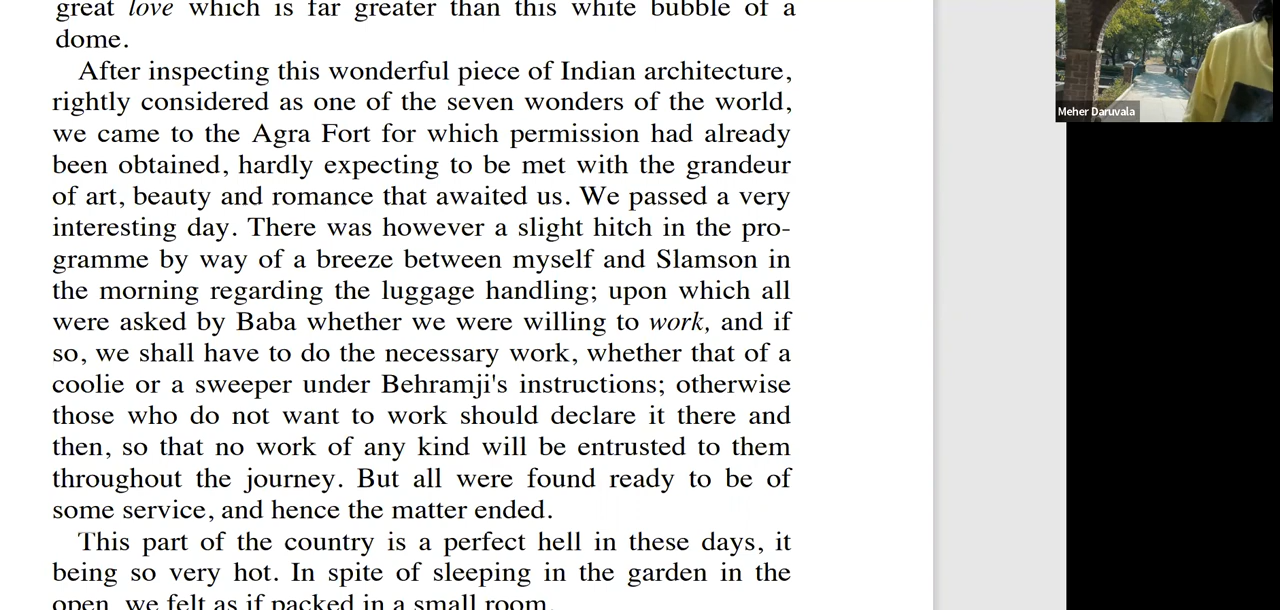 great love which is far greater than this white bubble of a
dome.
After inspecting this wonderful piece of Indian architecture,
rightly considered as one of the seven wonders of the world,
we came to the Agra Fort for which permission had already
been obtained, hardly expecting to be met with the grandeur
of art, beauty and romance that awaited us. We passed a very
interesting day. There was however a slight hitch in the pro-
gramme by way of a breeze between myself and Slamson in
the morning regarding the luggage handling; upon which all
were asked by Baba whether we were willing to work, and if
so, we shall have to do the necessary work, whether that of a
coolie or a sweeper under Behramji's instructions; otherwise
those who do not want to work should declare it there and
then, so that no work of any kind will be entrusted to them
throughout the journey. But all were found ready to be of
some service, and hence the matter ended.
This part of the country is a perfect hell in these days, it
being so very hot. In spite of sleeping in the garden in the
open, we felt as if packed in a small room.
Meher Daruvala